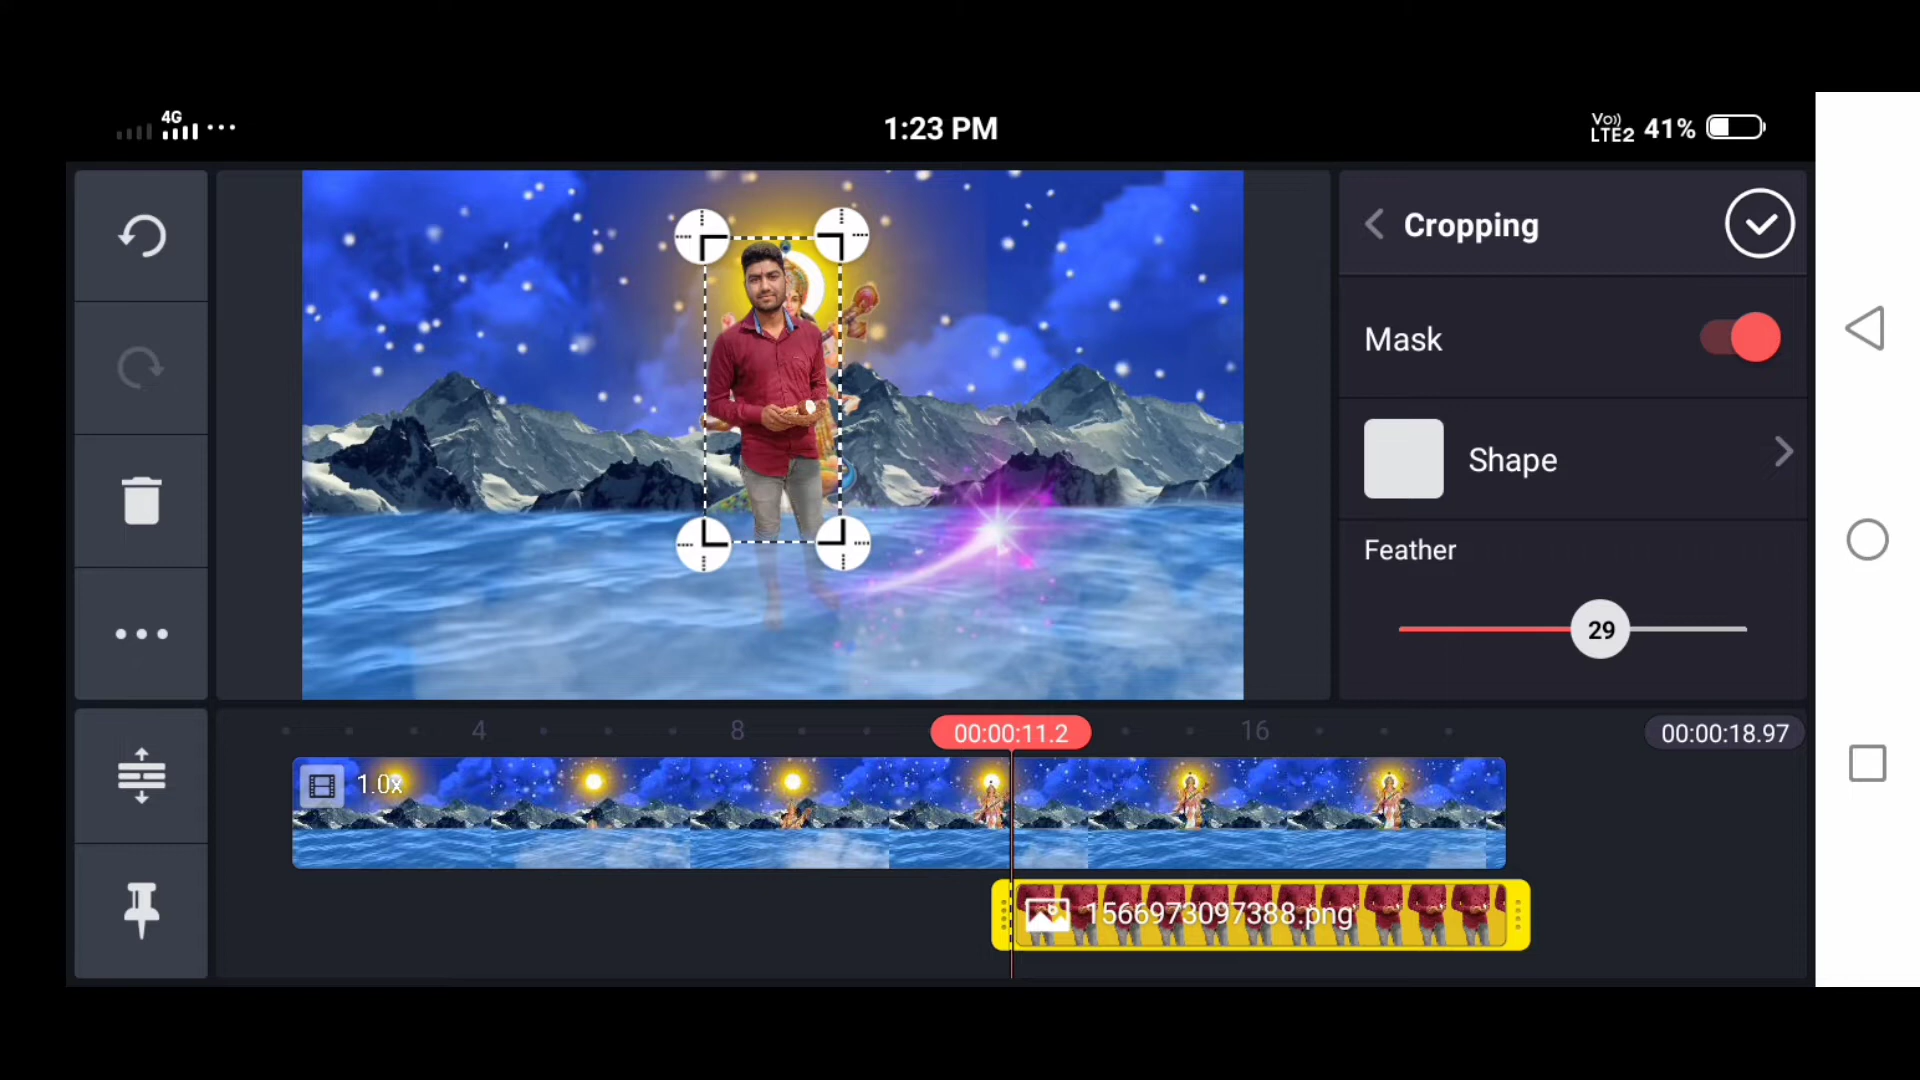 4G
1:23 PM
Vo))
LTE2
41%
Cropping
Mask
Shape
Feather
29
4
8
00:00:11.2
16
00:00:18.97
1.0x
1566973097388.png